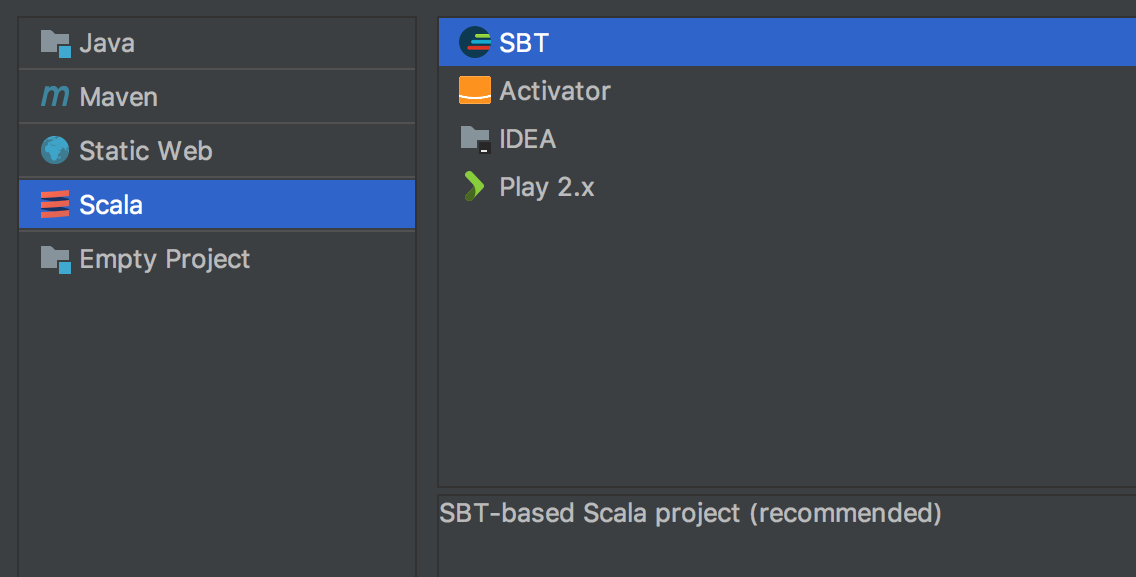 Java
Maven
Static Web
Scala
Empty Project
SBT
Activator
IDEA
Play 2.x
SBT-based Scala project (recommended)